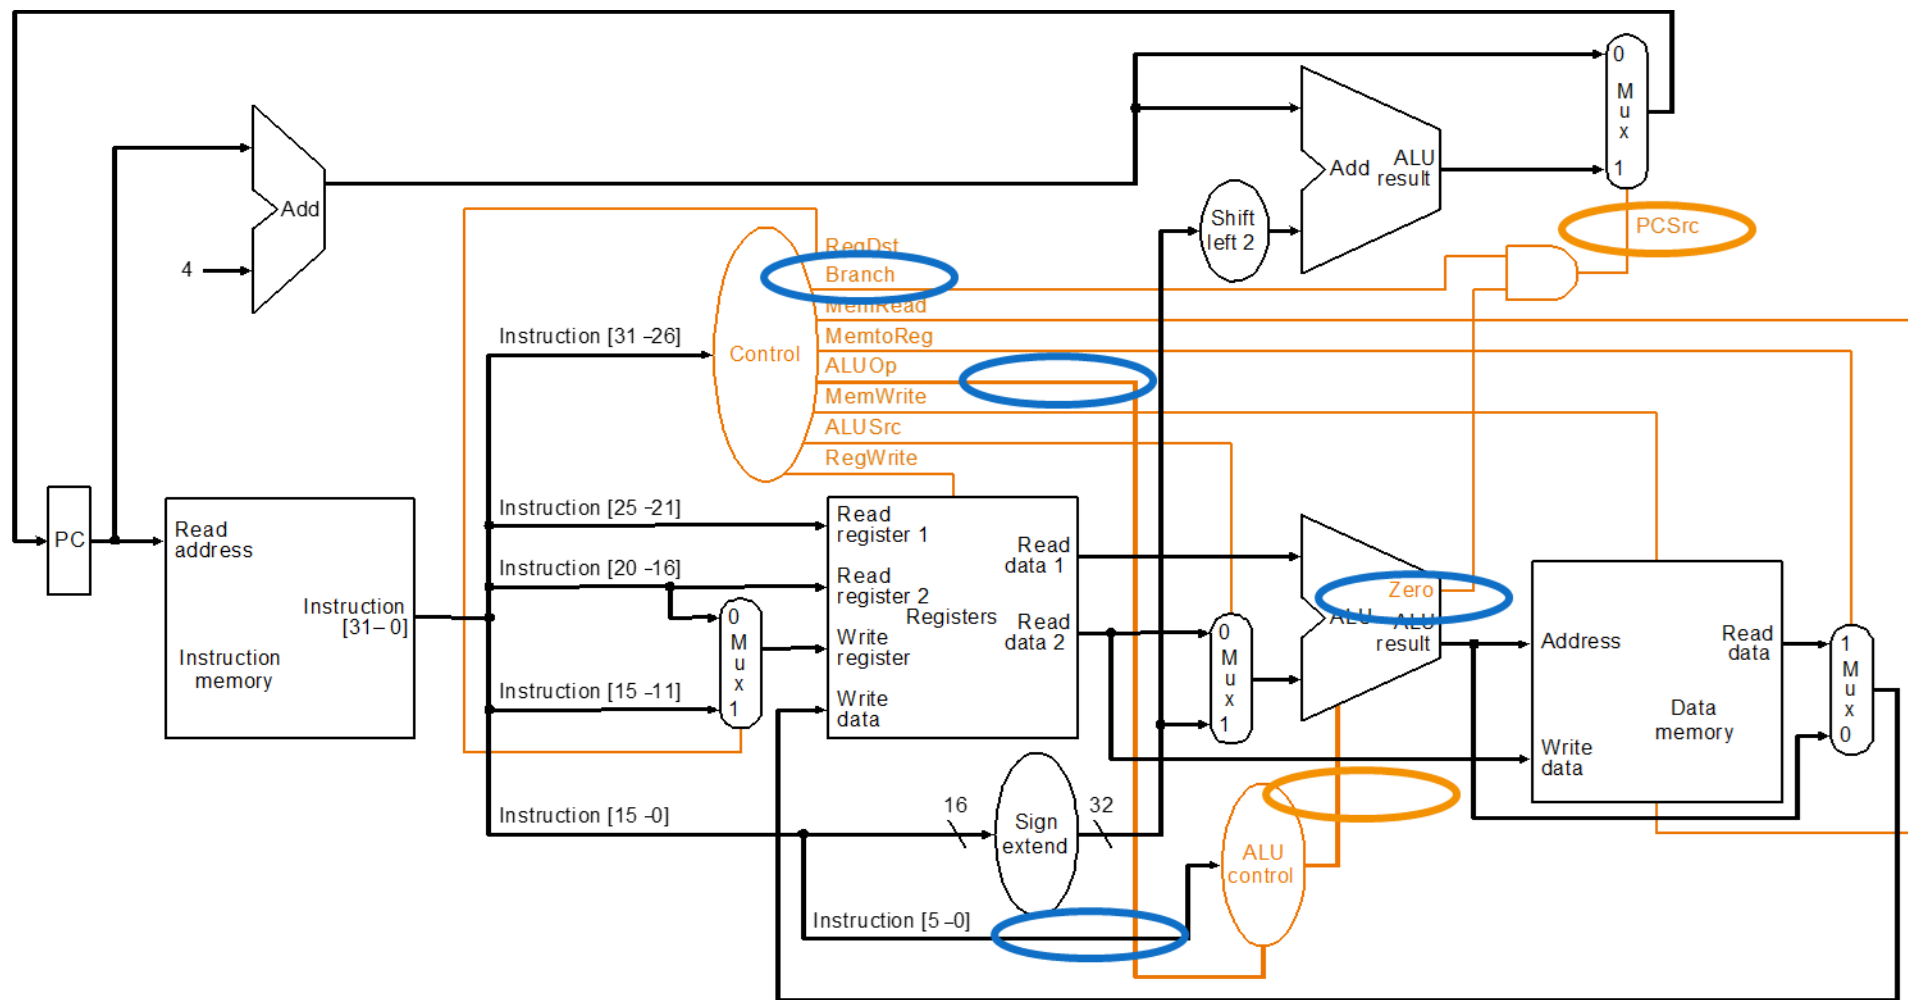 0
M
u
x
1
Add
ALU
result
Shift
left 2
PCSrc
Add
4
RegDst
Branch
MemRead
MemtoReg
ALUOp
MemWrite
ALUSrc
RegWrite
Control
Instruction [31 –26]
Instruction [25 –21]
Instruction [20 –16]
Instruction [15 –11]
Instruction [15 –0]
Instruction [5 –0]
PC
Read
address
Instruction
[31– 0]
Instruction
memory
0
M
u
x
1
Read
register 1
Read
register 2
Write
register
Write
data
Registers
Read
data 1
Read
data 2
0
M
u
x
1
Zero
ALU
ALU
result
Address
Read
data
Data
memory
Write
data
1
M
u
x
0
16
Sign
extend
32
ALU
control